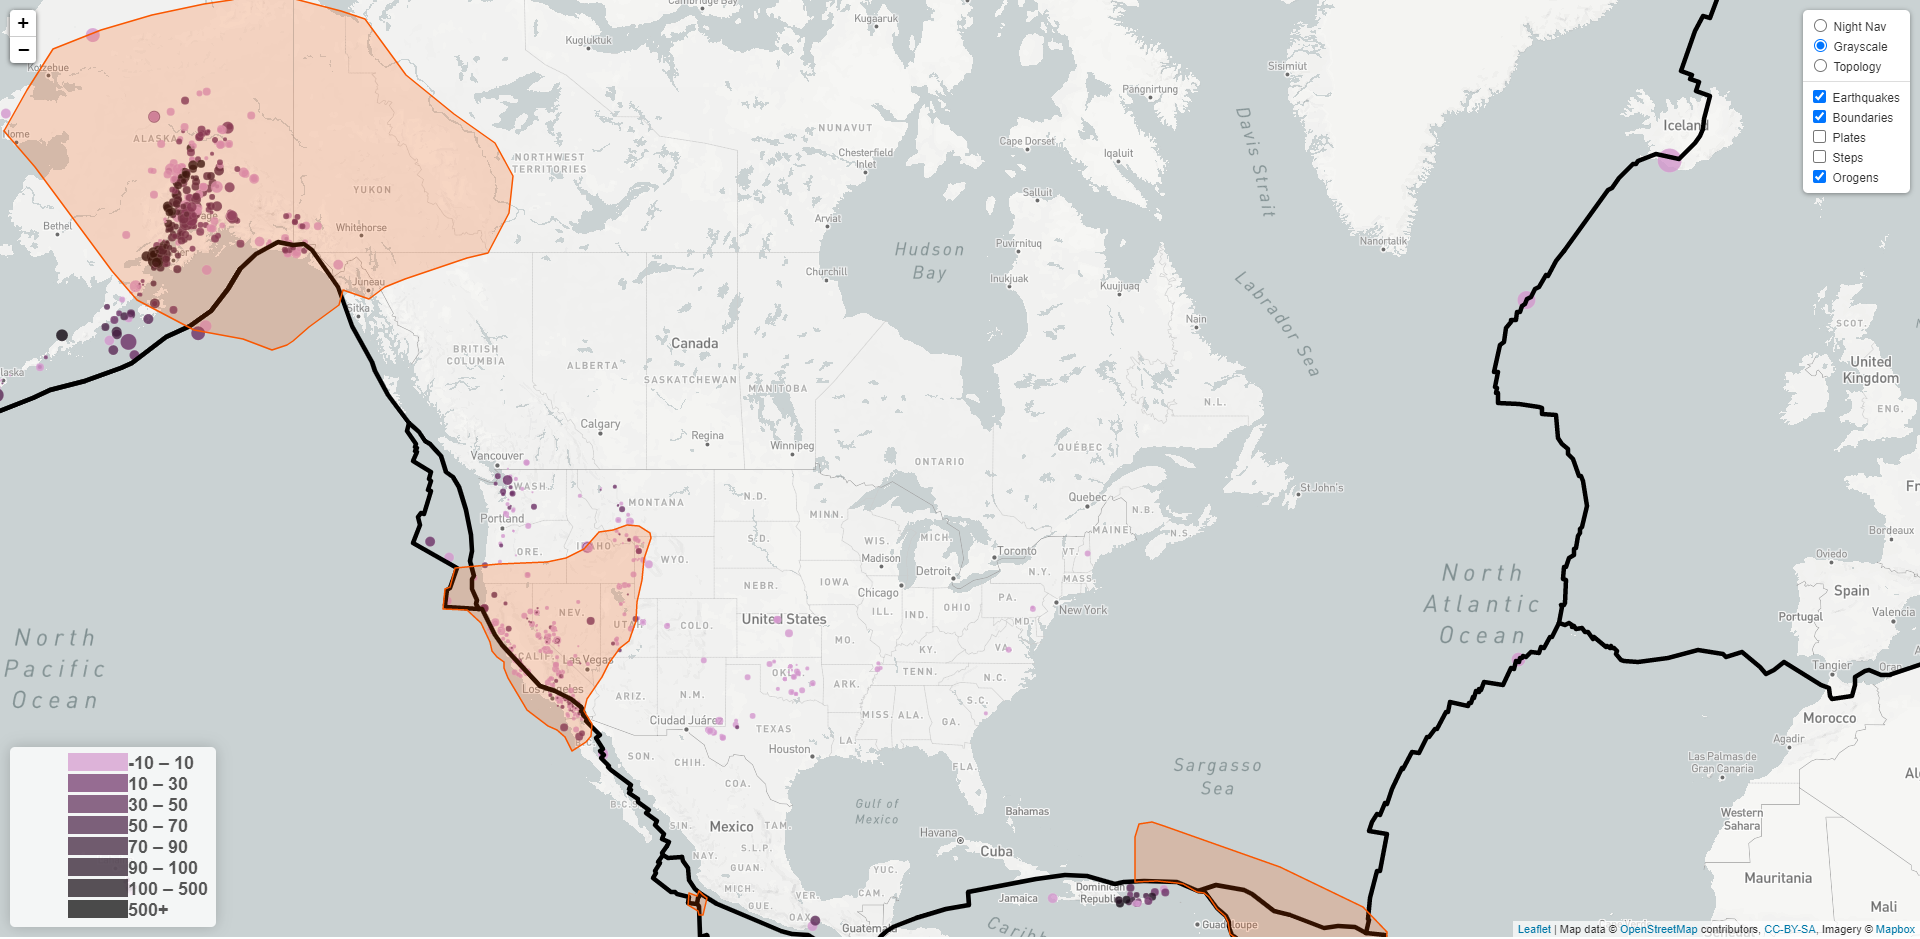 +
−
Night Nav
Grayscale
Topology
Earthquakes
Boundaries
Plates
Steps
Orogens
Cambridge Bay
Kugaaruk
Kugluktuk
Kotzebue
Nome
ALASKA
Bethel
YUKON
Whitehorse
Juneau
Sitka
NORTHWEST
TERRITORIES
NUNAVUT
Chesterfield
Inlet
Arviat
Churchill
Cape Dorset
Iqaluit
Salluit
Pangnirtung
Sisimiut
Nanortalik
Davis Strait
Labrador Sea
Hudson
Bay
Puvirnituq
Inukjuak
Kuujjuaq
Nain
Iceland
SCOT.
United
Kingdom
ENG.
BRITISH
COLUMBIA
ALBERTA
Canada
SASKATCHEWAN
MANITOBA
Calgary
Regina
Winnipeg
Vancouver
ONTARIO
QUÉBEC
N.L.
Quebec
St John's
N.B.
N.S.
MAINE
WASH.
Portland
ORE.
IDAHO
MONTANA
N.D.
S.D.
MINN.
WIS.
Madison
MICH.
Toronto
VT.
N.Y.
MASS
Detroit
Chicago
IOWA
NEBR.
WYO.
NEV.
UTAH
COLO.
United States
ILL.
IND.
OHIO
PA.
New York
MD.
MO.
KY.
VA.
TENN.
N.C.
S.C.
CALIF.
Las Vegas
Los Angeles
ARIZ.
N.M.
OKL.
ARK.
MISS.
ALA.
GA.
TEXAS
LA.
Houston
FLA.
Ciudad Juárez
SON.
CHIH.
COA.
B.C.S.
SIN.
Mexico
TAM.
NAY.
S.L.P.
GUAN.
MICH.
GUE.
VER.
OAX.
YUC.
CAM.
Guatemala
Gulf of
Mexico
Havana
Cuba
Bahamas
Jamaica
Dominican
Republic
Guadeloupe
Caribb
Sargasso
Sea
North
Pacific
Ocean
North
Atlantic
Ocean
Fr
Bordeaux
Oviedo
Spain
Portugal
Valencia
Tangier
Oran
Morocco
Agadir
Las Palmas de
Gran Canaria
Western
Sahara
Mauritania
Mali
-10 – 10
10 – 30
30 – 50
50 – 70
70 – 90
90 – 100
100 – 500
500+
Leaflet | Map data © OpenStreetMap contributors, CC-BY-SA, Imagery © Mapbox